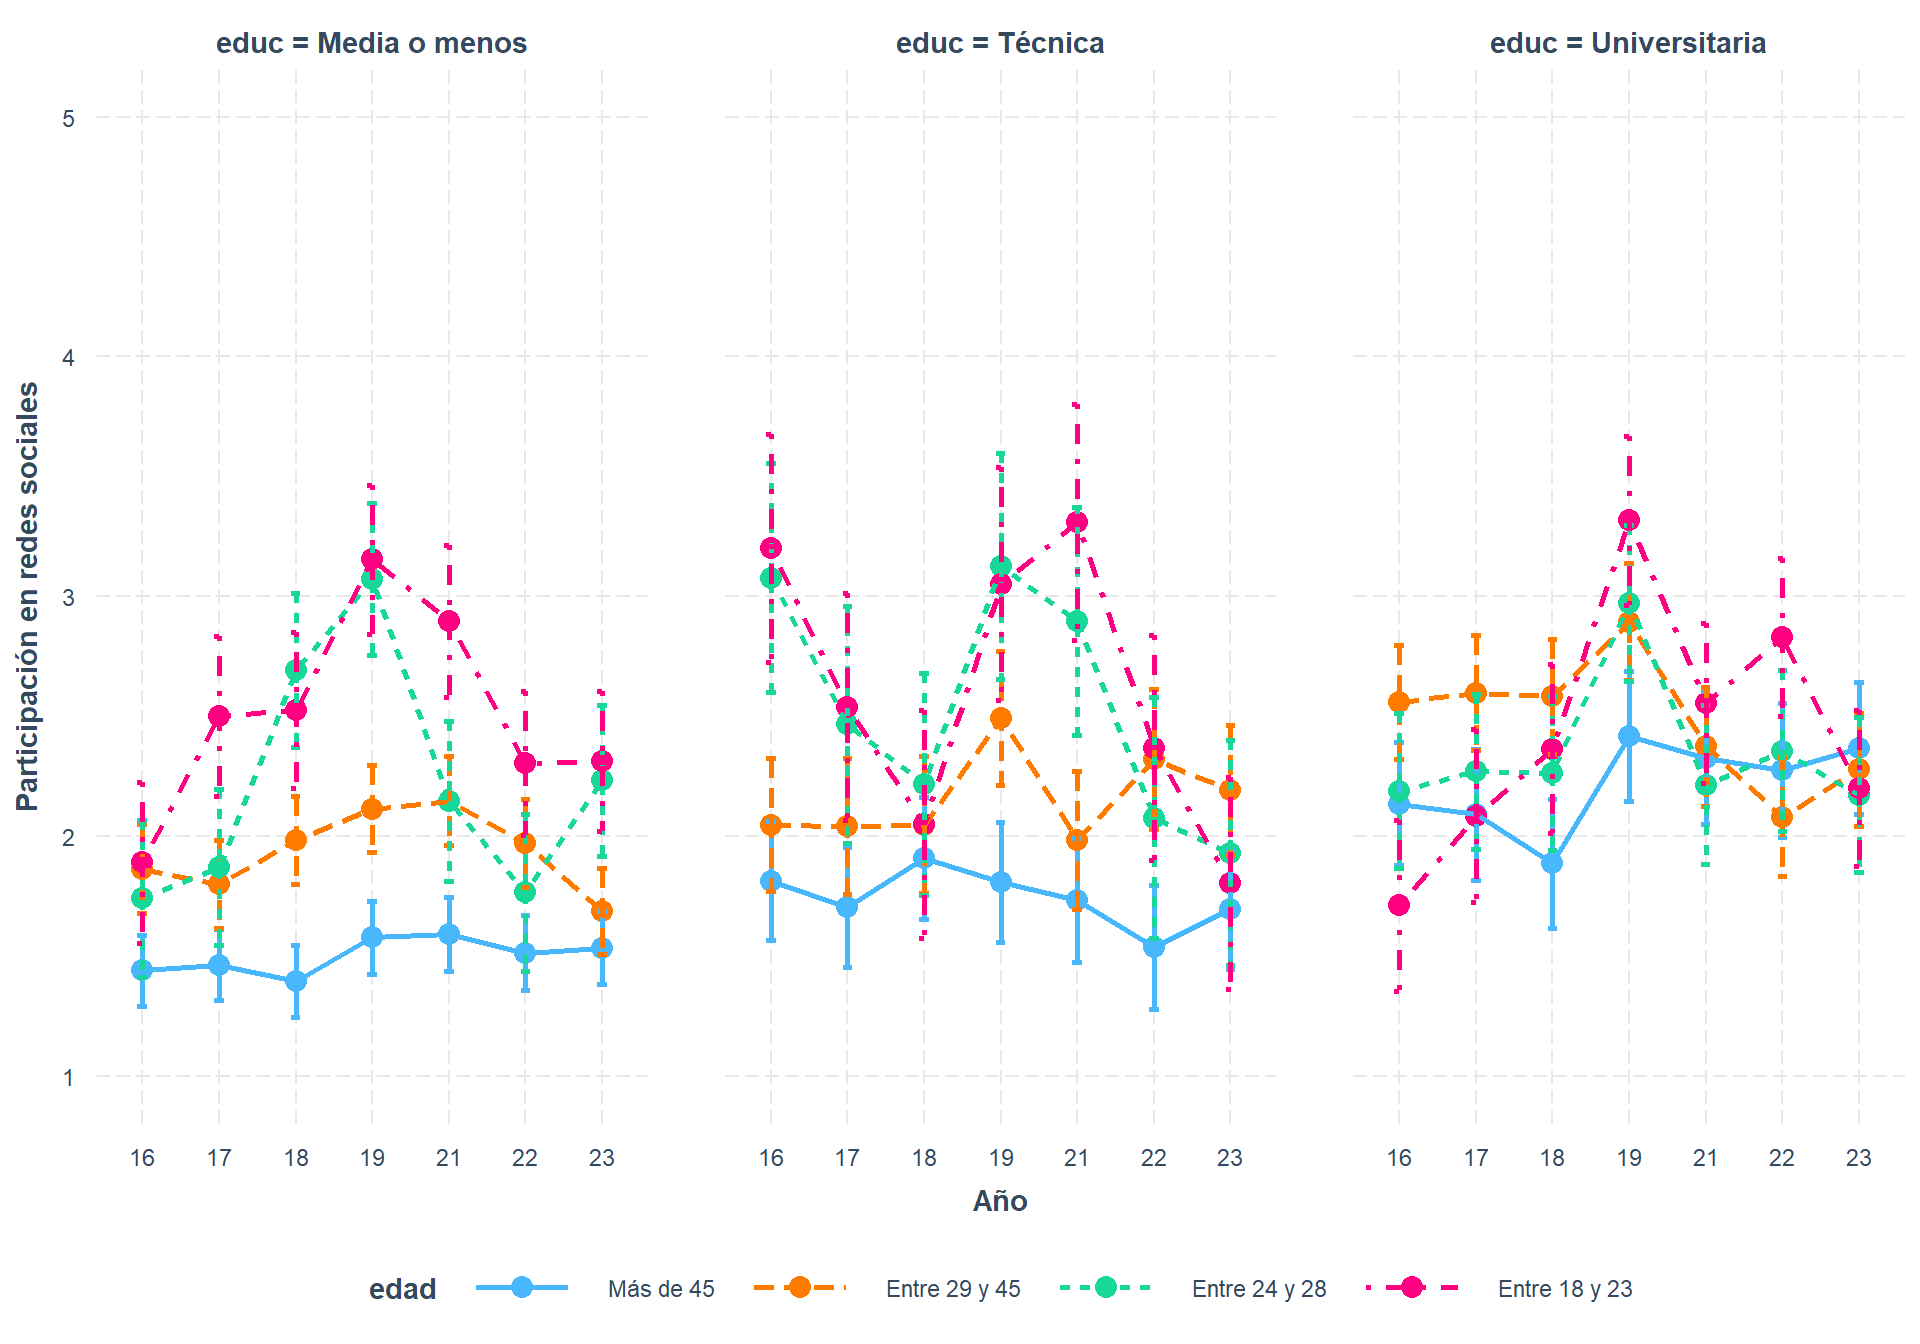 educ = Media o menos
educ = Técnica
educ = Universitaria
Participación en redes sociales
5
4
3
2
1
16 17 18 19 21 22 23
16 17 18 19 21 22 23
16 17 18 19 21 22 23
Año
edad Más de 45 Entre 29 y 45 Entre 24 y 28 Entre 18 y 23